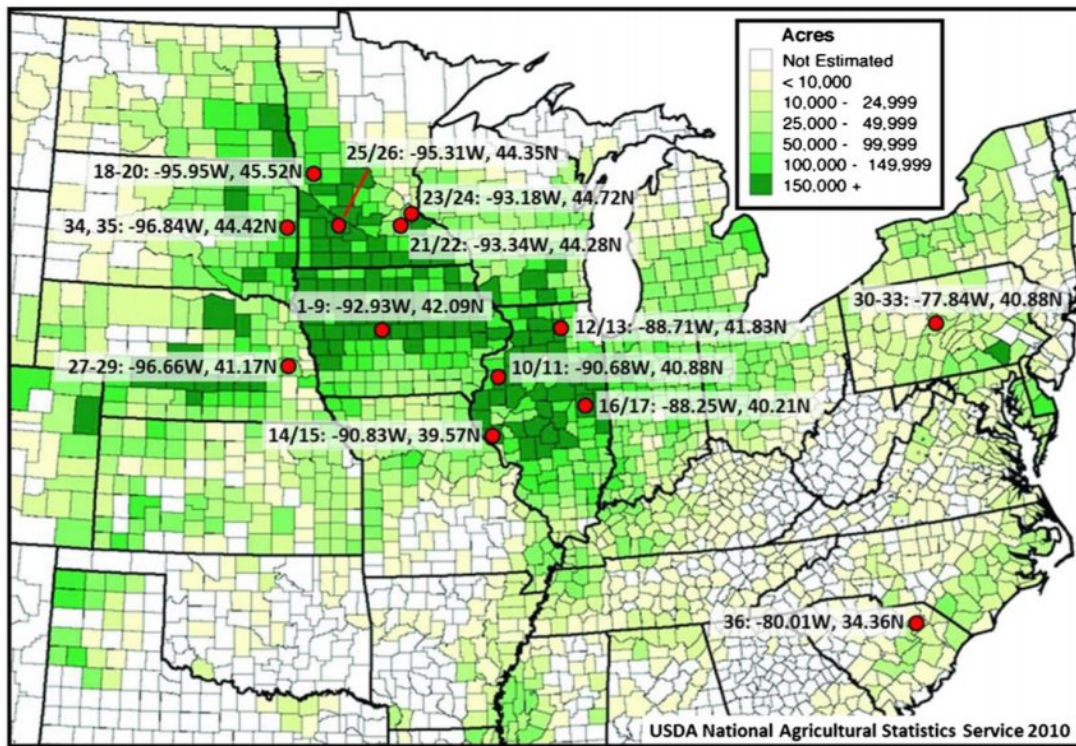 Acres
Not Estimated
< 10,000
10,000 - 24,999
25,000 - 49,999
50,000 - 99,999
100,000 - 149,999
150,000 +
25/26: -95.31W, 44.35N
18-20: -95.95W, 45.52N
23/24: -93.18W, 44.72N
34, 35: -96.84W, 44.42N
21/22: -93.34W, 44.28N
1-9: -92.93W, 42.09N
30-33: -77.84W, 40.88N
12/13: -88.71W, 41.83N
27-29: -96.66W, 41.17N
10/11: -90.68W, 40.88N
16/17: -88.25W, 40.21N
14/15: -90.83W, 39.57N
36: -80.01W, 34.36N
USDA National Agricultural Statistics Service 2010